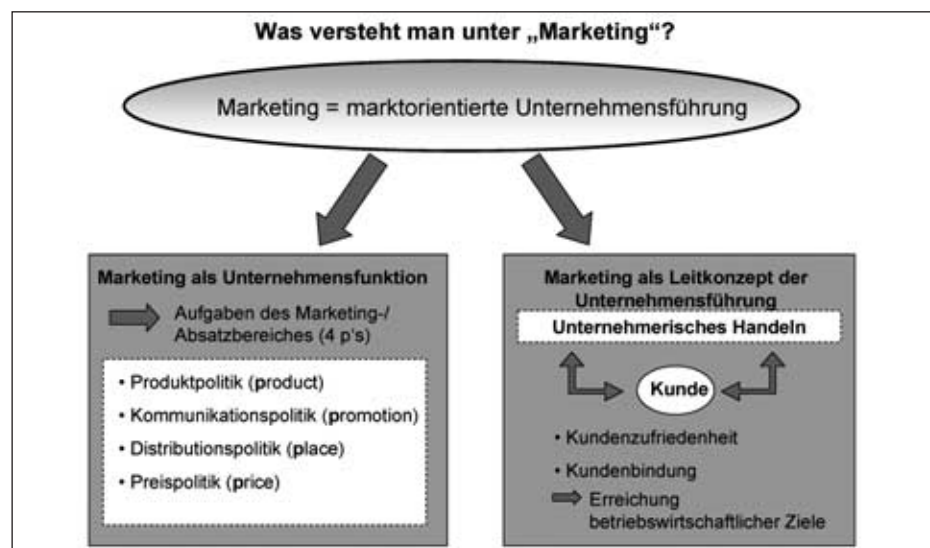 Was versteht man unter „Marketing“?
Marketing = marktorientierte Unternehmensführung
Marketing als Unternehmensfunktion
Aufgaben des Marketing-/
Absatzbereiches (4 p's)
• Produktpolitik (product)
• Kommunikationspolitik (promotion)
• Distributionspolitik (place)
• Preispolitik (price)
Marketing als Leitkonzept der
Unternehmensführung
Unternehmerisches Handeln
Kunde
• Kundenzufriedenheit
• Kundenbindung
Erreichung
betriebswirtschaftlicher Ziele